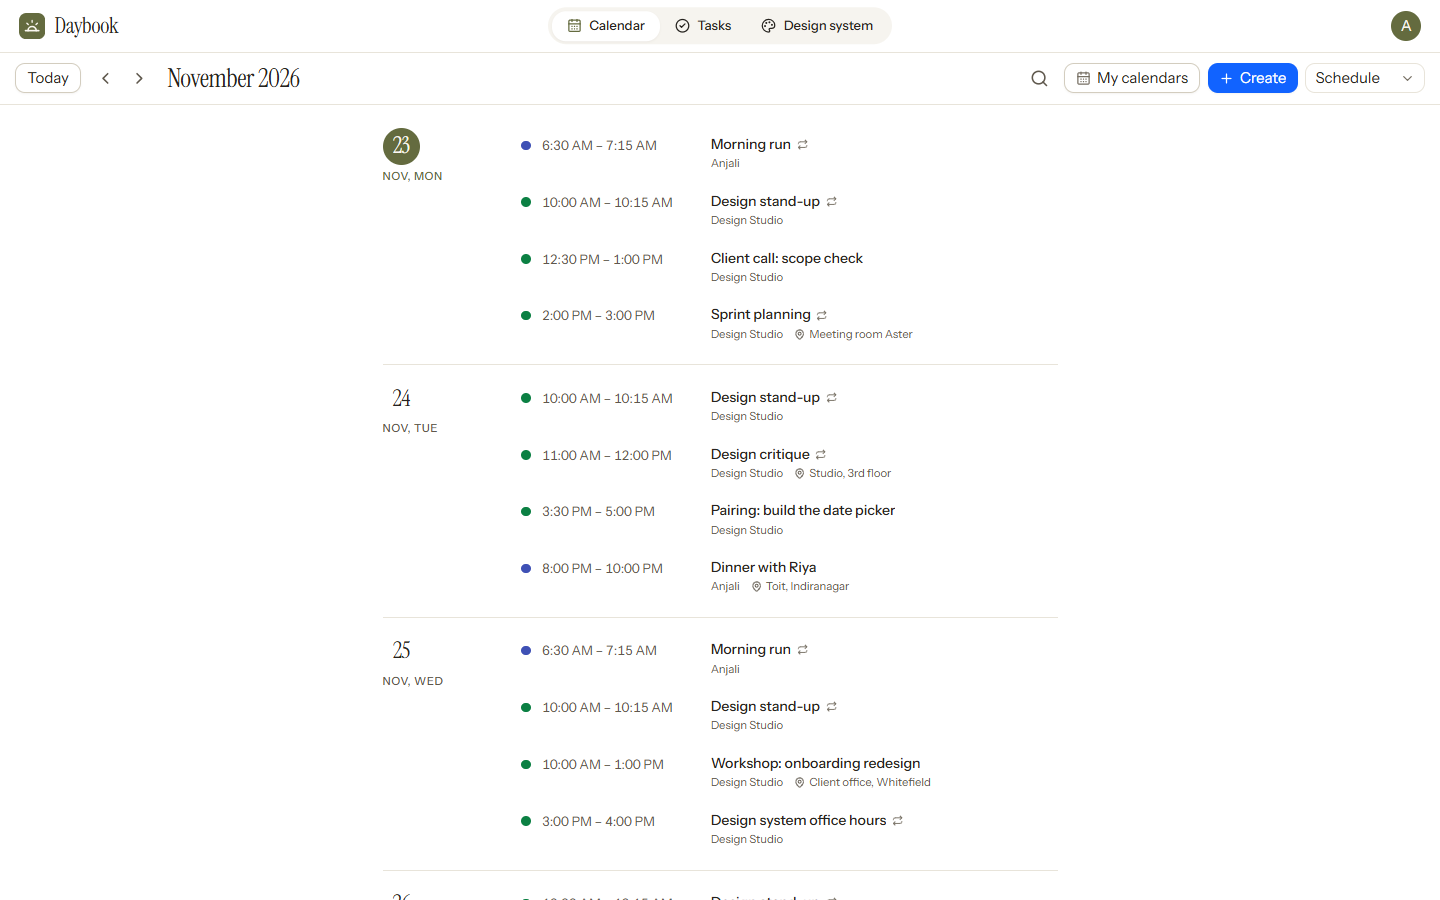 Daybook
Calendar
Tasks
Design system
A
Today
November 2026
My calendars
+ Create
Schedule
23
NOV, MON
6:30 AM – 7:15 AM
Morning run
Anjali
10:00 AM – 10:15 AM
Design stand-up
Design Studio
12:30 PM – 1:00 PM
Client call: scope check
Design Studio
2:00 PM – 3:00 PM
Sprint planning
Design Studio Meeting room Aster
24
NOV, TUE
10:00 AM – 10:15 AM
Design stand-up
Design Studio
11:00 AM – 12:00 PM
Design critique
Design Studio Studio, 3rd floor
3:30 PM – 5:00 PM
Pairing: build the date picker
Design Studio
8:00 PM – 10:00 PM
Dinner with Riya
Anjali Toit, Indiranagar
25
NOV, WED
6:30 AM – 7:15 AM
Morning run
Anjali
10:00 AM – 10:15 AM
Design stand-up
Design Studio
10:00 AM – 1:00 PM
Workshop: onboarding redesign
Design Studio Client office, Whitefield
3:00 PM – 4:00 PM
Design system office hours
Design Studio